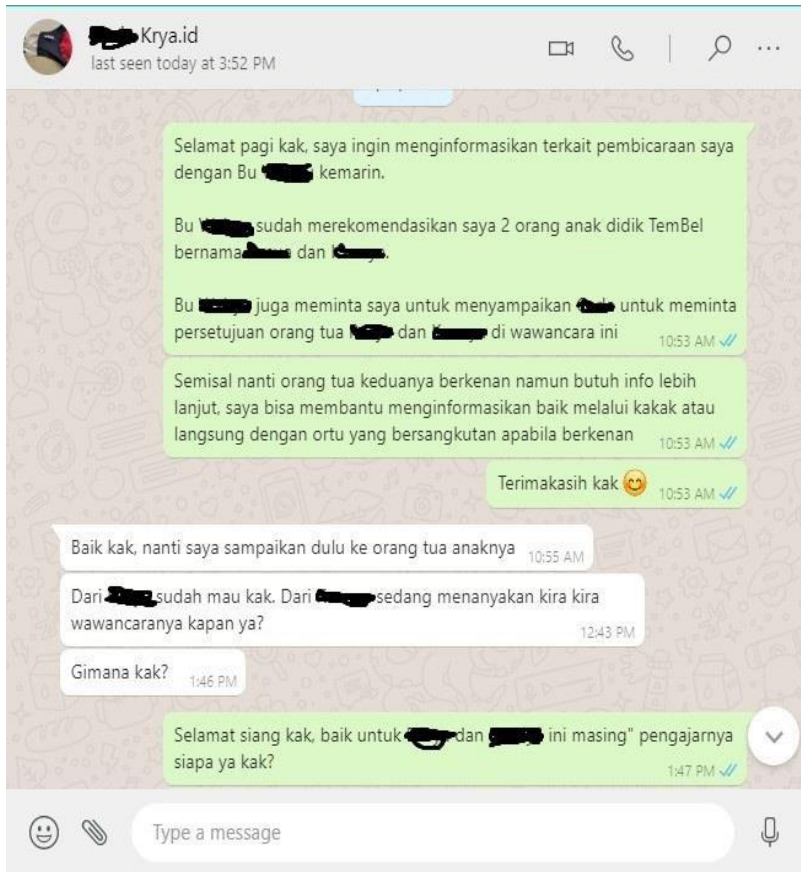 Krya.id
last seen today at 3:52 PM
Selamat pagi kak, saya ingin menginformasikan terkait pembicaraan saya
dengan Bu kemarin.
Bu sudah merekomendasikan saya 2 orang anak didik TemBel
bernama dan
Bu juga meminta saya untuk menyampaikan untuk meminta
persetujuan orang tua dan di wawancara ini
10:53 AM
Semisal nanti orang tua keduanya berkenan namun butuh info lebih
lanjut, saya bisa membantu menginformasikan baik melalui kakak atau
langsung dengan ortu yang bersangkutan apabila berkenan
10:53 AM
Terimakasih kak 😊 10:53 AM
Baik kak, nanti saya sampaikan dulu ke orang tua anaknya 10:55 AM
Dari sudah mau kak. Dari sedang menanyakan kira kira
wawancaranya kapan ya?
12:43 PM
Gimana kak? 1:46 PM
Selamat siang kak, baik untuk dan ini masing" pengajarnya
siapa ya kak?
1:47 PM
Type a message